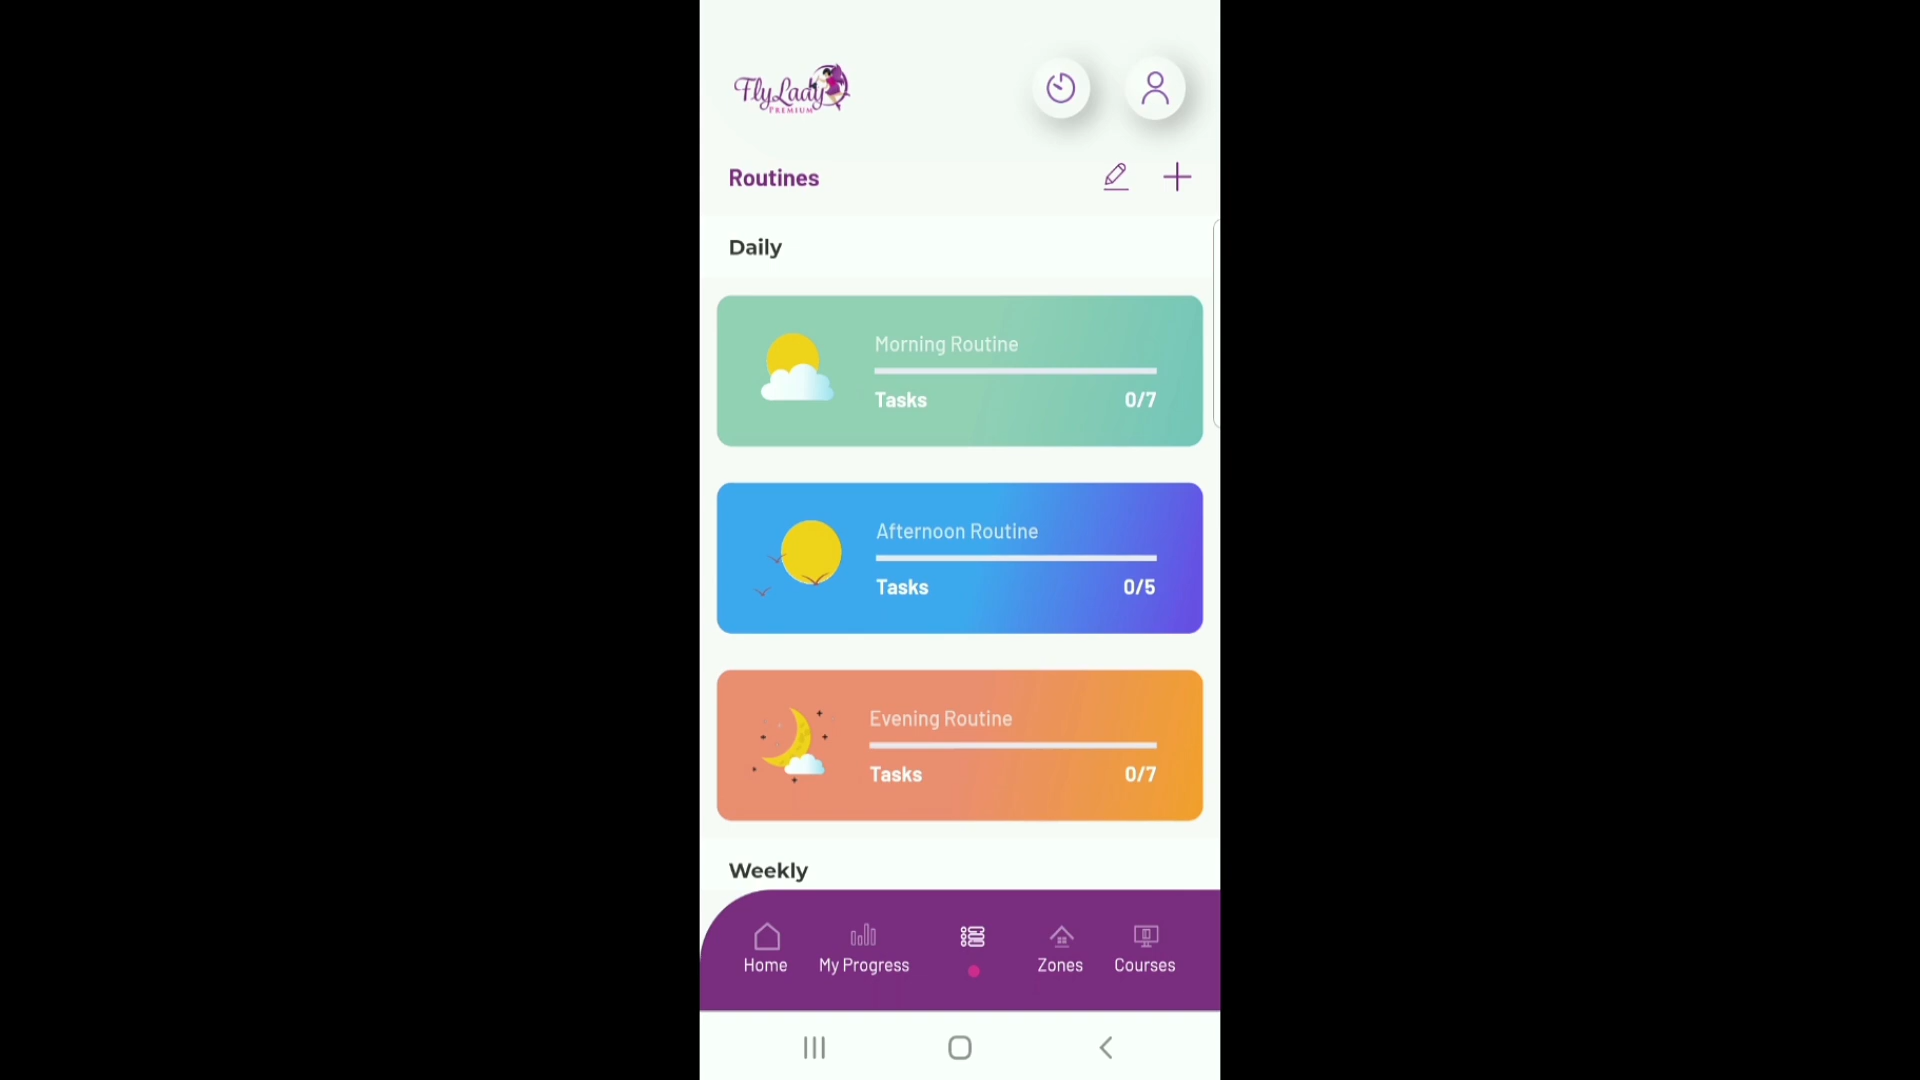 FlyLady
PREMIUM
Routines
Daily
Morning Routine
Tasks 0/7
Afternoon Routine
Tasks 0/5
Evening Routine
Tasks 0/7
Weekly
Home My Progress Zones Courses